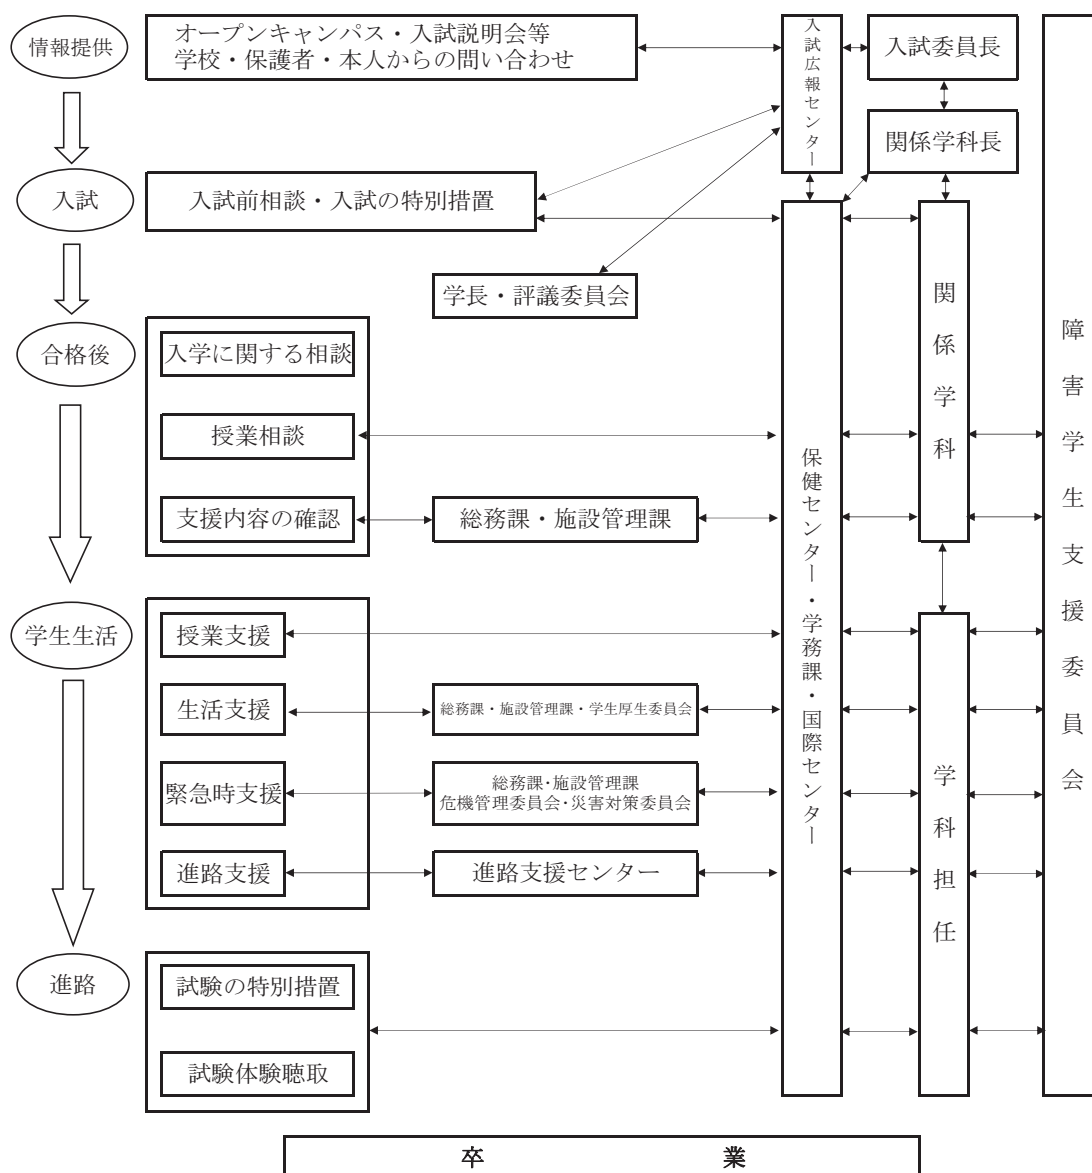 情報提供
オープンキャンパス・入試説明会等
学校・保護者・本人からの問い合わせ
入試広報センター
入試委員長
関係学科長
入試
入試前相談・入試の特別措置
学長・評議委員会
合格後
入学に関する相談
授業相談
支援内容の確認
総務課・施設管理課
保健センター・学務課・国際センター
関係学科
障害学生支援委員会
学生生活
授業支援
生活支援
総務課・施設管理課・学生厚生委員会
緊急時支援
総務課・施設管理課
危機管理委員会・災害対策委員会
進路支援
進路支援センター
学科担任
進路
試験の特別措置
試験体験聴取
卒 業